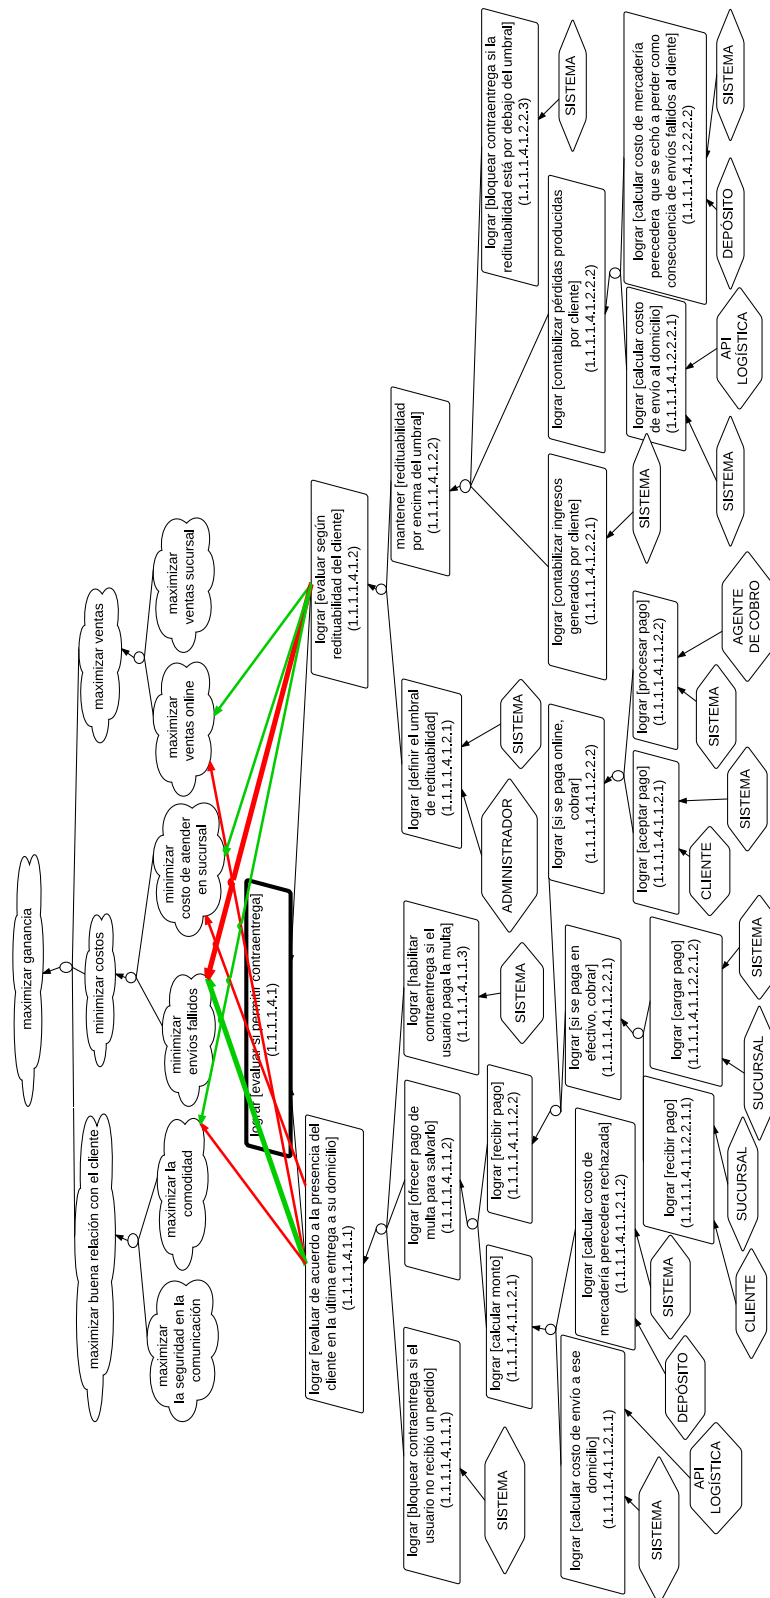 maximizar ganancia
maximizar buena relación con el cliente
minimizar costos
maximizar ventas
maximizar
la seguridad en la
comunicación
maximizar la
comodidad
minimizar
envíos fallidos
minimizar
costo de atender
en sucursal
maximizar
ventas online
maximizar
ventas sucursal
lograr [evaluar si permitir contraentrega]
(1.1.1.1.4.1)
lograr [evaluar de acuerdo a la presencia del
cliente en la última entrega a su domicilio]
(1.1.1.1.4.1.1)
lograr [evaluar según
redituabilidad del cliente]
(1.1.1.1.4.1.2)
lograr [bloquear contraentrega si el
usuario no recibió un pedido]
(1.1.1.1.4.1.1.1)
SISTEMA
lograr [ofrecer pago de
multa para salvarlo]
(1.1.1.1.4.1.1.2)
lograr [habilitar
contraentrega si el
usuario paga la multa]
(1.1.1.1.4.1.1.3)
SISTEMA
lograr [definir el umbral
de redituabilidad]
(1.1.1.1.4.1.2.1)
ADMINISTRADOR
SISTEMA
mantener [redituabilidad
por encima del umbral]
(1.1.1.1.4.1.2.2)
lograr [calcular monto]
(1.1.1.1.4.1.1.2.1)
lograr [recibir pago]
(1.1.1.1.4.1.1.2.2)
lograr [bloquear contraentrega si la
redituabilidad está por debajo del umbral]
(1.1.1.1.4.1.2.2.3)
SISTEMA
lograr [calcular costo de envío a ese
domicilio]
(1.1.1.1.4.1.1.2.1.1)
SISTEMA
API
LOGÍSTICA
lograr [calcular costo de
mercadería perecedera rechazada]
(1.1.1.1.4.1.1.2.1.2)
DEPÓSITO
SISTEMA
lograr [si se paga en
efectivo, cobrar]
(1.1.1.1.4.1.1.2.2.1)
lograr [si se paga online,
cobrar]
(1.1.1.1.4.1.1.2.2.2)
lograr [contabilizar ingresos
generados por cliente]
(1.1.1.1.4.1.2.2.1)
SISTEMA
lograr [contabilizar pérdidas producidas
por cliente]
(1.1.1.1.4.1.2.2.2)
lograr [recibir pago]
(1.1.1.1.4.1.1.2.2.1.1)
CLIENTE
SUCURSAL
lograr [cargar pago]
(1.1.1.1.4.1.1.2.2.1.2)
SUCURSAL
SISTEMA
lograr [aceptar pago]
(1.1.1.1.4.1.1.2.1)
CLIENTE
SISTEMA
lograr [procesar pago]
(1.1.1.1.4.1.1.2.2)
SISTEMA
AGENTE
DE COBRO
lograr [calcular costo
de envío al domicilio]
(1.1.1.1.4.1.2.2.2.1)
SISTEMA
API
LOGÍSTICA
lograr [calcular costo de mercadería
perecedera que se echó a perder como
consecuencia de envíos fallidos al cliente]
(1.1.1.1.4.1.2.2.2.2)
DEPÓSITO
SISTEMA